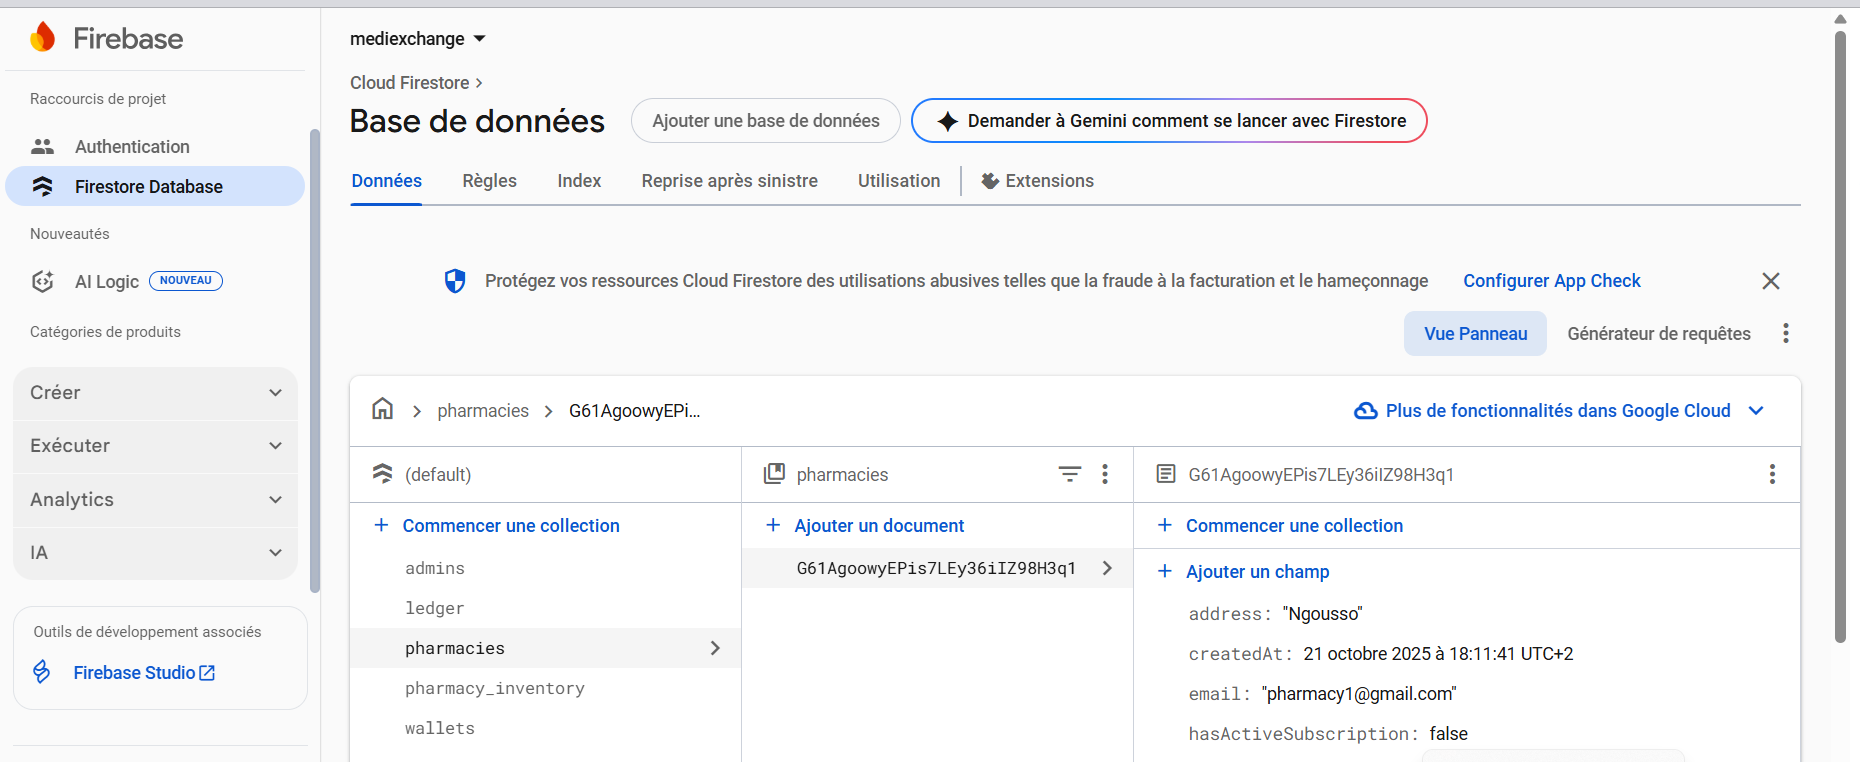 Firebase
Raccourcis de projet
Authentication
Firestore Database
Nouveautés
AI Logic NOUVEAU
Catégories de produits
Créer
Exécuter
Analytics
IA
Outils de développement associés
Firebase Studio
mediexchange
Cloud Firestore
Base de données
Ajouter une base de données
Demander à Gemini comment se lancer avec Firestore
Données Règles Index Reprise après sinistre Utilisation Extensions
Protégez vos ressources Cloud Firestore des utilisations abusives telles que la fraude à la facturation et le hameçonnage Configurer App Check
Vue Panneau Générateur de requêtes
pharmacies G61AgoowyEPi...
Plus de fonctionnalités dans Google Cloud
(default)
+ Commencer une collection
admins
ledger
pharmacies
pharmacy_inventory
wallets
pharmacies
+ Ajouter un document
G61AgoowyEPis7LEy36iIZ98H3q1
G61AgoowyEPis7LEy36iIZ98H3q1
+ Commencer une collection
+ Ajouter un champ
address: "Ngousso"
createdAt: 21 octobre 2025 à 18:11:41 UTC+2
email: "pharmacy1@gmail.com"
hasActiveSubscription: false